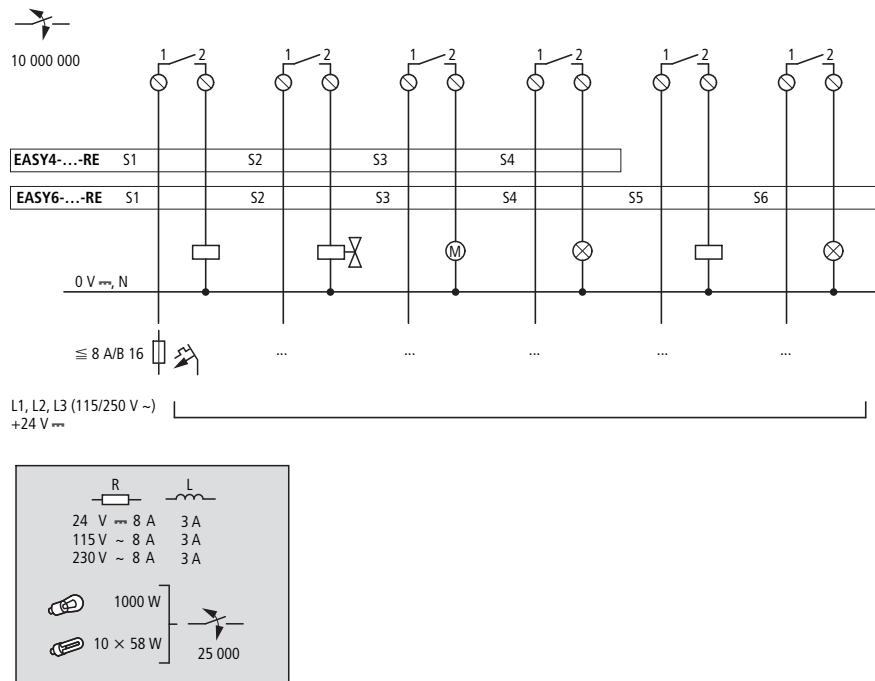 10 000 000
1 2 1 2 1 2 1 2 1 2 1 2
EASY4-...-RE S1 S2 S3 S4
EASY6-...-RE S1 S2 S3 S4 S5 S6
M
0 V ⎓, N
≦ 8 A/B 16 ... ... ... ... ...
L1, L2, L3 (115/250 V ~)
+24 V ⎓
R L
24 V ⎓ 8 A 3 A
115 V ~ 8 A 3 A
230 V ~ 8 A 3 A
1000 W
10 × 58 W
25 000